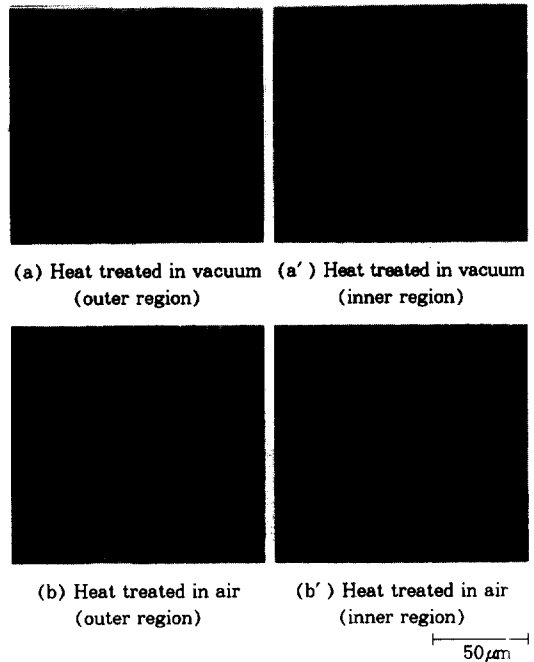 (a) Heat treated in vacuum
(outer region)
(a′) Heat treated in vacuum
(inner region)
(b) Heat treated in air
(outer region)
(b′) Heat treated in air
(inner region)
50μm